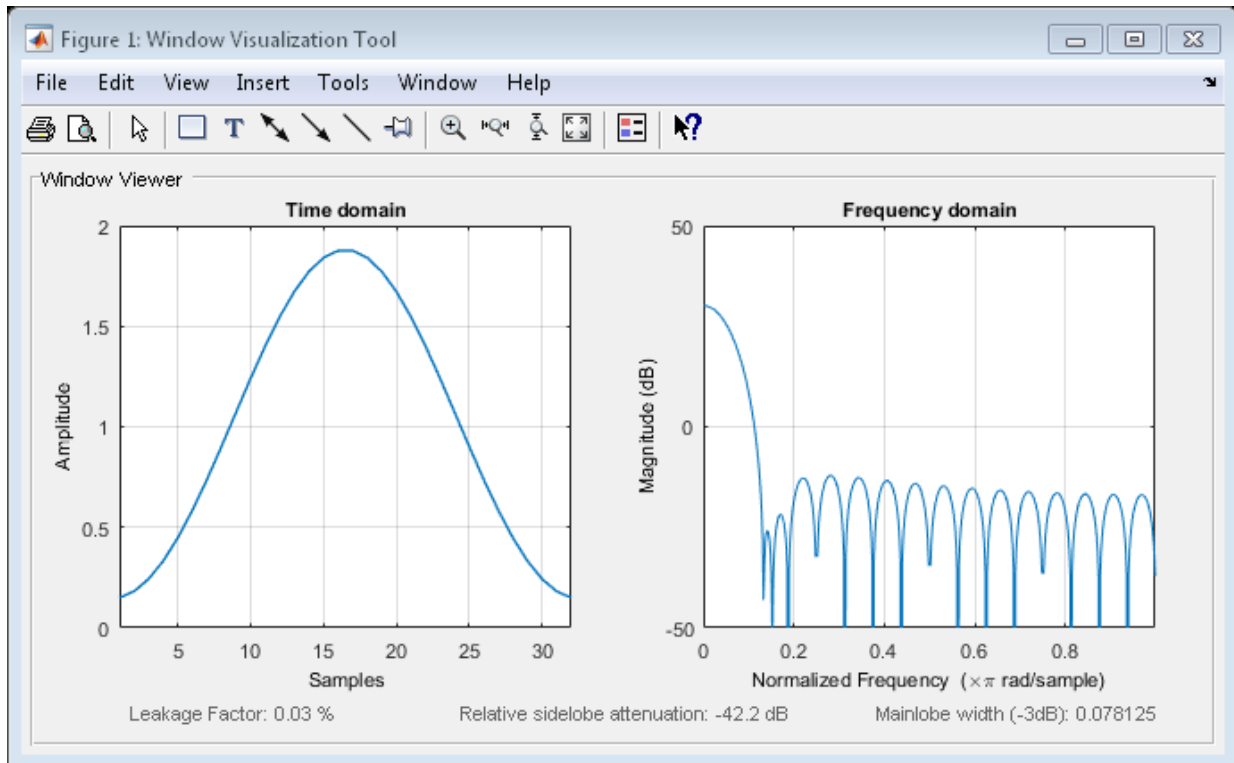 Figure 1: Window Visualization Tool
File Edit View Insert Tools Window Help
T
?
Window Viewer
Time domain
2
1.5
1
0.5
0
Amplitude
5 10 15 20 25 30
Samples
Frequency domain
50
0
-50
Magnitude (dB)
0 0.2 0.4 0.6 0.8
Normalized Frequency (×π rad/sample)
Leakage Factor: 0.03 % Relative sidelobe attenuation: -42.2 dB Mainlobe width (-3dB): 0.078125